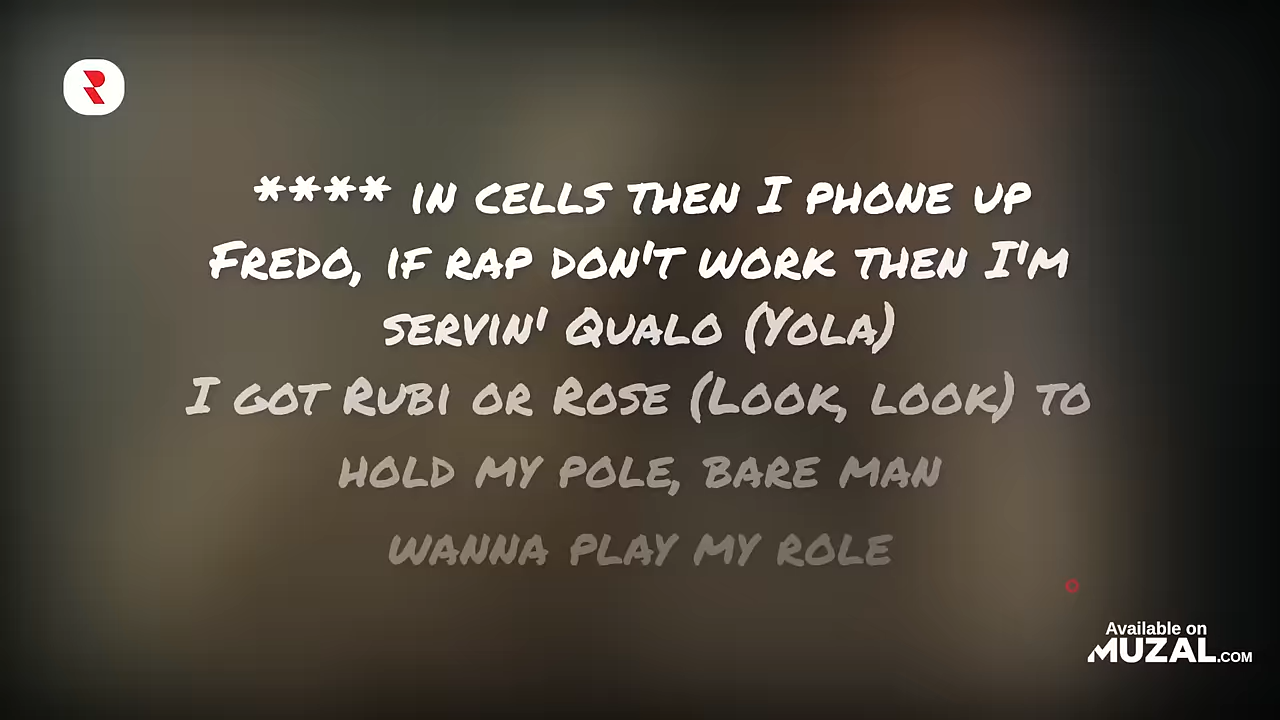 **** IN CELLS THEN I PHONE UP
FREDO, IF RAP DON'T WORK THEN I'M
SERVIN' QUALO (YOLA)
I GOT RUBI OR ROSE (LOOK, LOOK) TO
HOLD MY POLE, BARE MAN
WANNA PLAY MY ROLE
Available on
MUZAL.COM